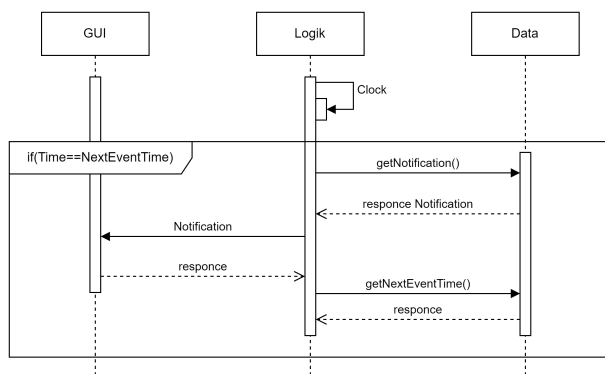 GUI
Logik
Data
Clock
if(Time==NextEventTime)
getNotification()
responce Notification
Notification
responce
getNextEventTime()
responce